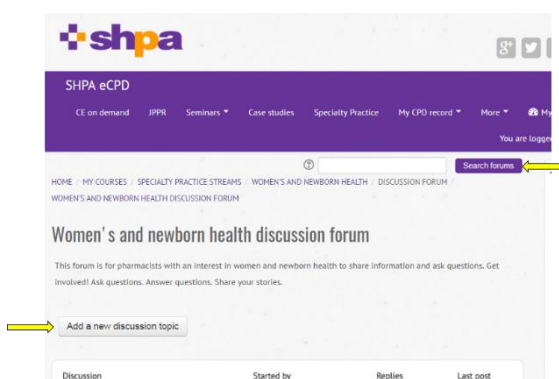 shpa
SHPA eCPD
CE on demand JPPR Seminars Case studies Specialty Practice My CPD record More My
You are logge
Search forums
HOME / MY COURSES / SPECIALTY PRACTICE STREAMS / WOMEN'S AND NEWBORN HEALTH / DISCUSSION FORUM /
WOMEN'S AND NEWBORN HEALTH DISCUSSION FORUM
Women's and newborn health discussion forum
This forum is for pharmacists with an interest in women and newborn health to share information and ask questions. Get
involved! Ask questions. Answer questions. Share your stories.
Add a new discussion topic
Discussion Started by Replies Last post